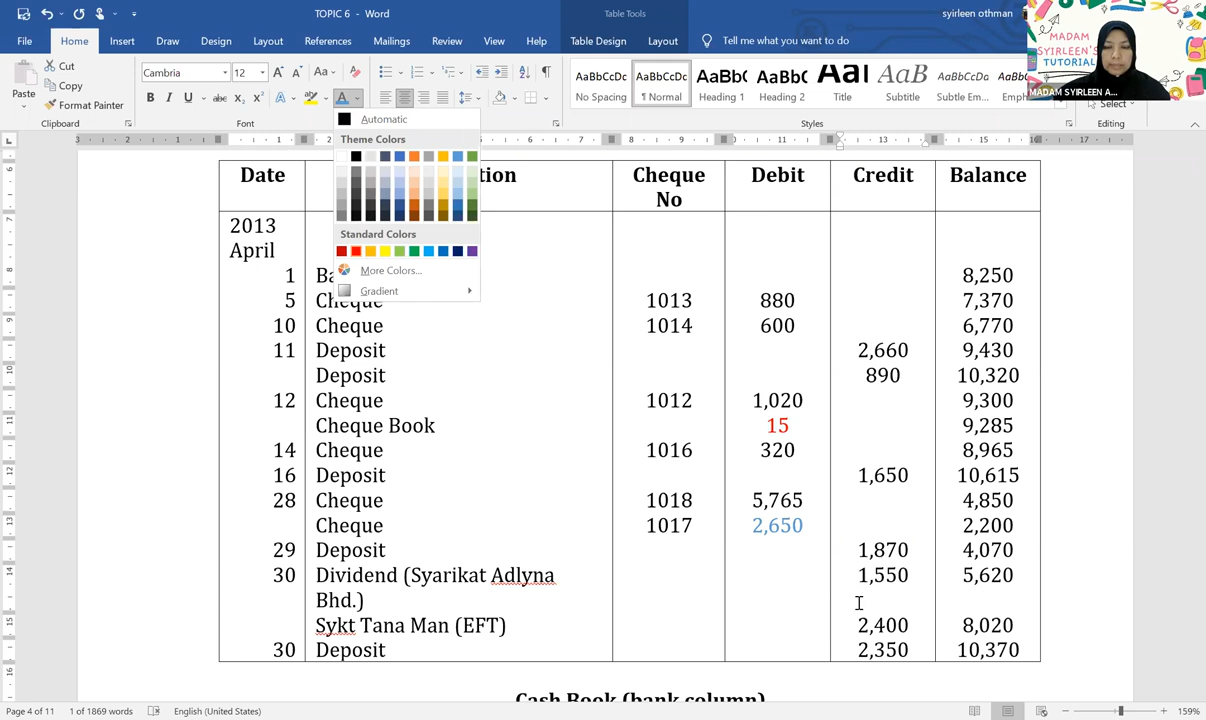 TOPIC 6 - Word
Table Tools
syirleen othman
File Home Insert Draw Design Layout References Mailings Review View Help Table Design Layout Tell me what you want to do
MADAM
SYIRLEEN'S
TUTORIAL
MADAM SYIRLEEN A...
Paste
Cut
Copy
Format Painter
Cambria 12
Clipboard Font Styles Editing
AaBbCcDc AaBbCcDc AaBbC AaBbCc AaI AaB AaBbCcDc
No Spacing ¶ Normal Heading 1 Heading 2 Title Subtitle Subtle Em... Select
Automatic
Theme Colors
Standard Colors
More Colors...
Gradient
Date tion Cheque No Debit Credit Balance
2013
April
1 Ba 8,250
5 Cheque 1013 880 7,370
10 Cheque 1014 600 6,770
11 Deposit 2,660 9,430
Deposit 890 10,320
12 Cheque 1012 1,020 9,300
Cheque Book 15 9,285
14 Cheque 1016 320 8,965
16 Deposit 1,650 10,615
28 Cheque 1018 5,765 4,850
Cheque 1017 2,650 2,200
29 Deposit 1,870 4,070
30 Dividend (Syarikat Adlyna 1,550 5,620
Bhd.)
Sykt Tana Man (EFT) 2,400 8,020
30 Deposit 2,350 10,370
Cash Book (bank column)
Page 4 of 11 1 of 1869 words English (United States) 159%